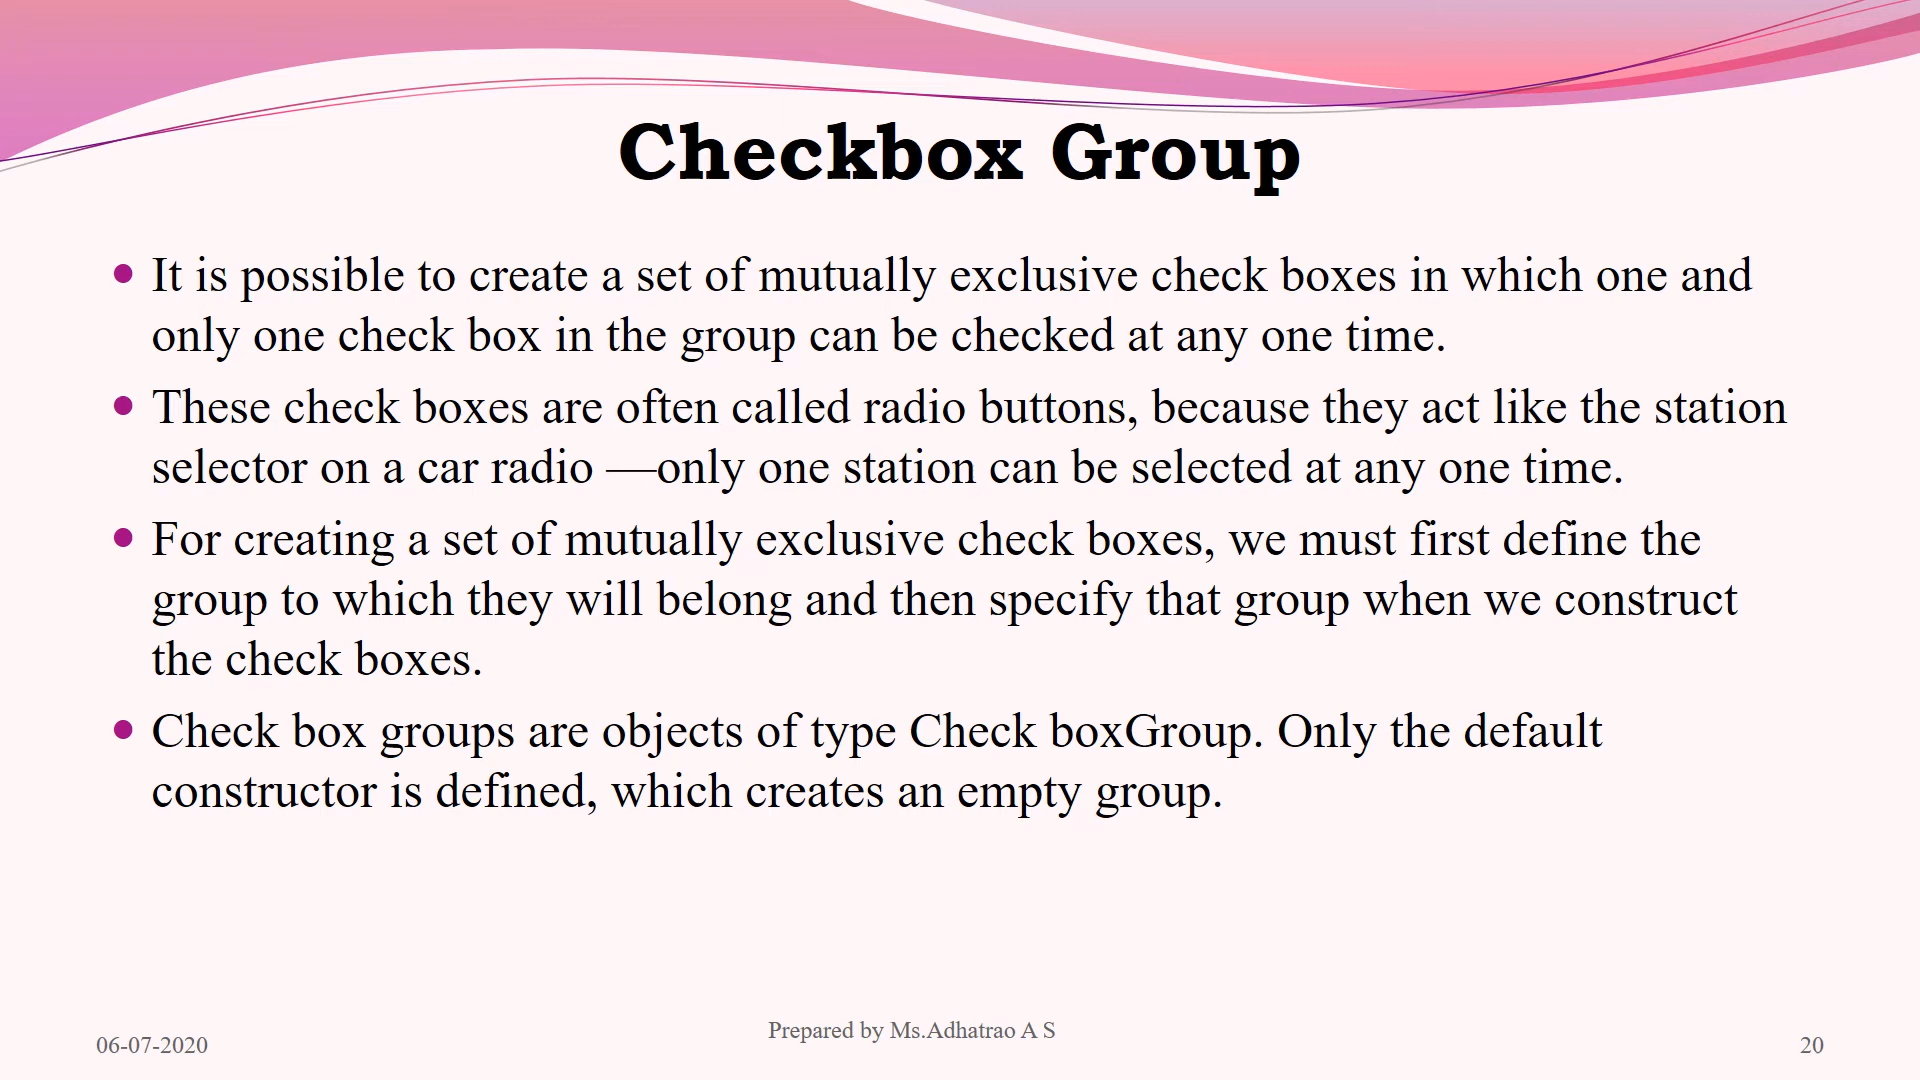 Checkbox Group
• It is possible to create a set of mutually exclusive check boxes in which one and
only one check box in the group can be checked at any one time.
• These check boxes are often called radio buttons, because they act like the station
selector on a car radio —only one station can be selected at any one time.
• For creating a set of mutually exclusive check boxes, we must first define the
group to which they will belong and then specify that group when we construct
the check boxes.
• Check box groups are objects of type Check boxGroup. Only the default
constructor is defined, which creates an empty group.
06-07-2020
Prepared by Ms.Adhatrao A S
20